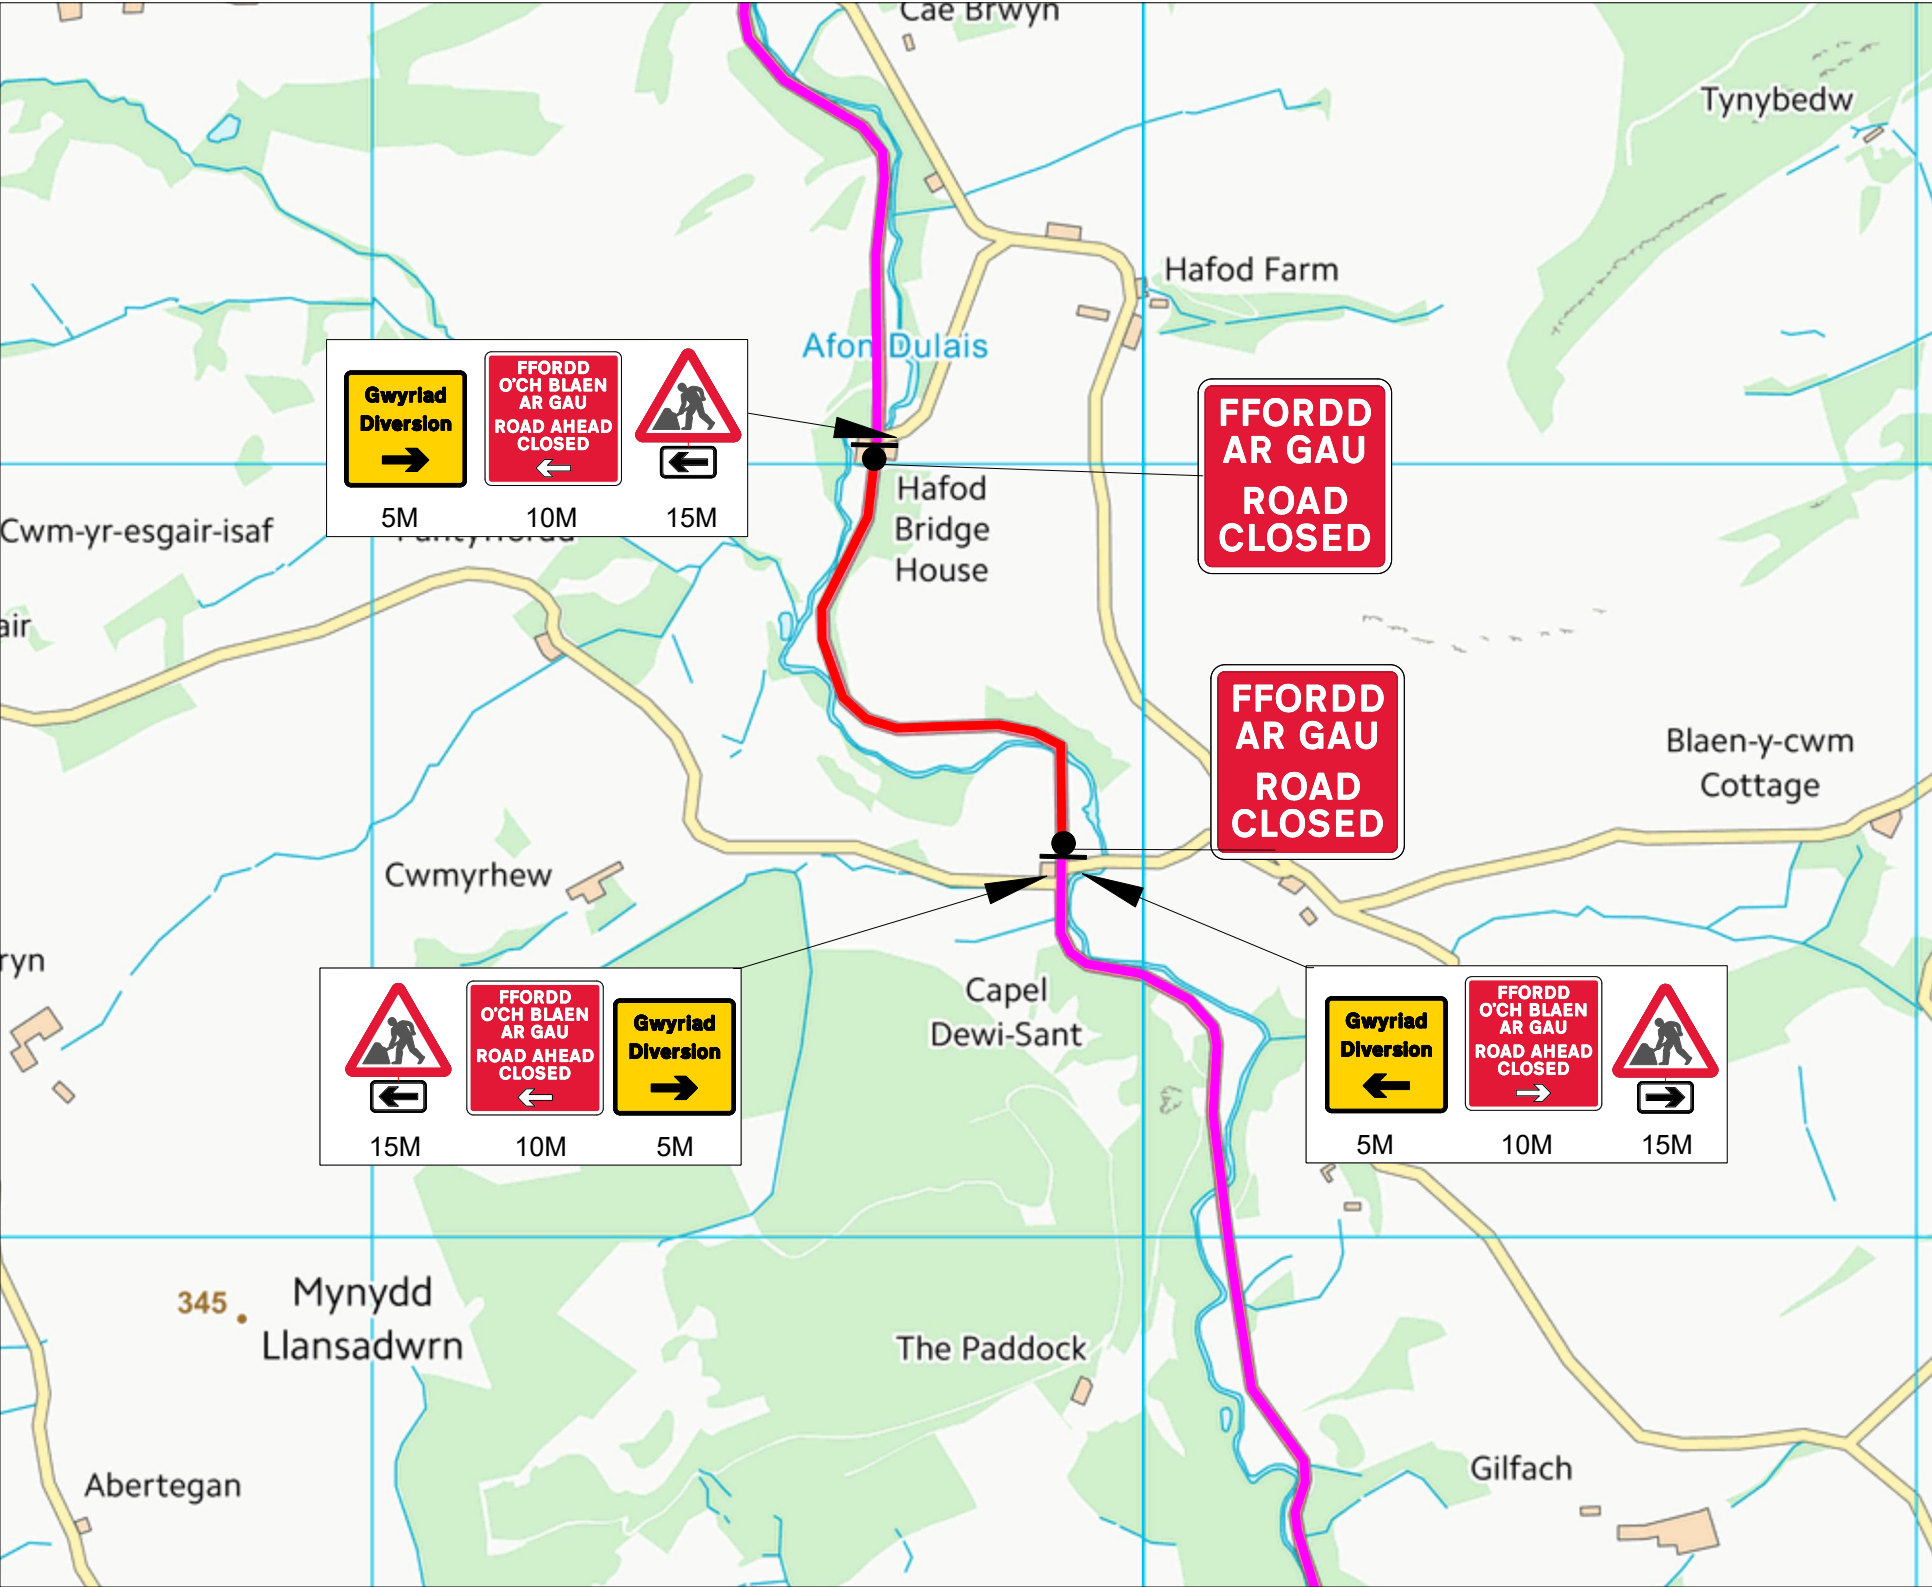 Cae Brwyn
Tynybedw
Hafod Farm
Afon Dulais
Gwyriad
Diversion
FFORDD
O'CH BLAEN
AR GAU
ROAD AHEAD
CLOSED
5M
10M
15M
FFORDD
AR GAU
ROAD
CLOSED
Hafod
Bridge
House
Cwm-yr-esgair-isaf
air
FFORDD
AR GAU
ROAD
CLOSED
Blaen-y-cwm
Cottage
Cwmyrhew
ryn
FFORDD
O'CH BLAEN
AR GAU
ROAD AHEAD
CLOSED
Gwyriad
Diversion
15M
10M
5M
Capel
Dewi-Sant
Gwyriad
Diversion
FFORDD
O'CH BLAEN
AR GAU
ROAD AHEAD
CLOSED
5M
10M
15M
345
Mynydd
Llansadwrn
The Paddock
Abertegan
Gilfach